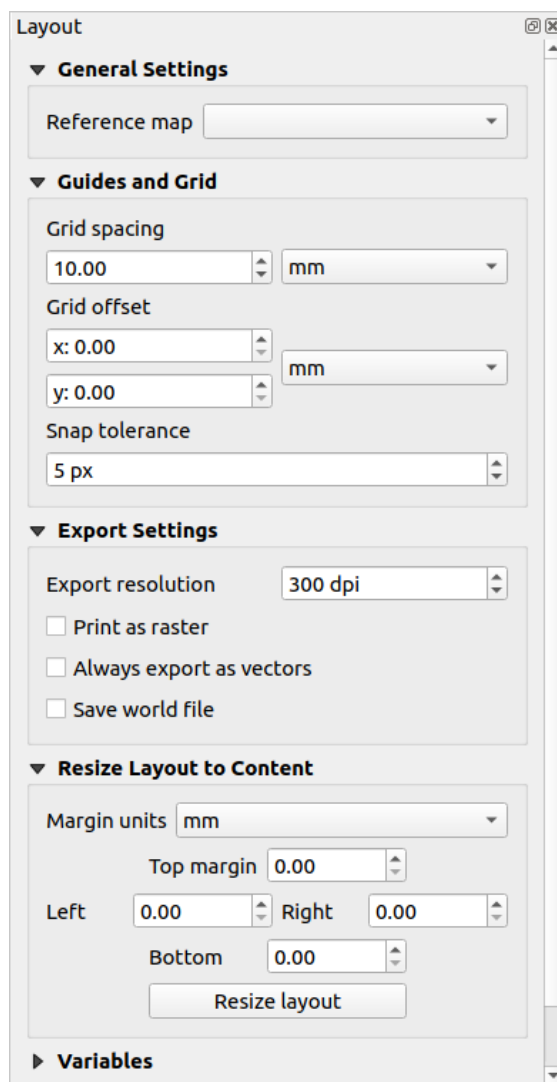 Layout
General Settings
Reference map
Guides and Grid
Grid spacing
10.00 mm
Grid offset
x: 0.00
mm
y: 0.00
Snap tolerance
5 px
Export Settings
Export resolution 300 dpi
Print as raster
Always export as vectors
Save world file
Resize Layout to Content
Margin units mm
Top margin 0.00
Left 0.00 Right 0.00
Bottom 0.00
Resize layout
Variables